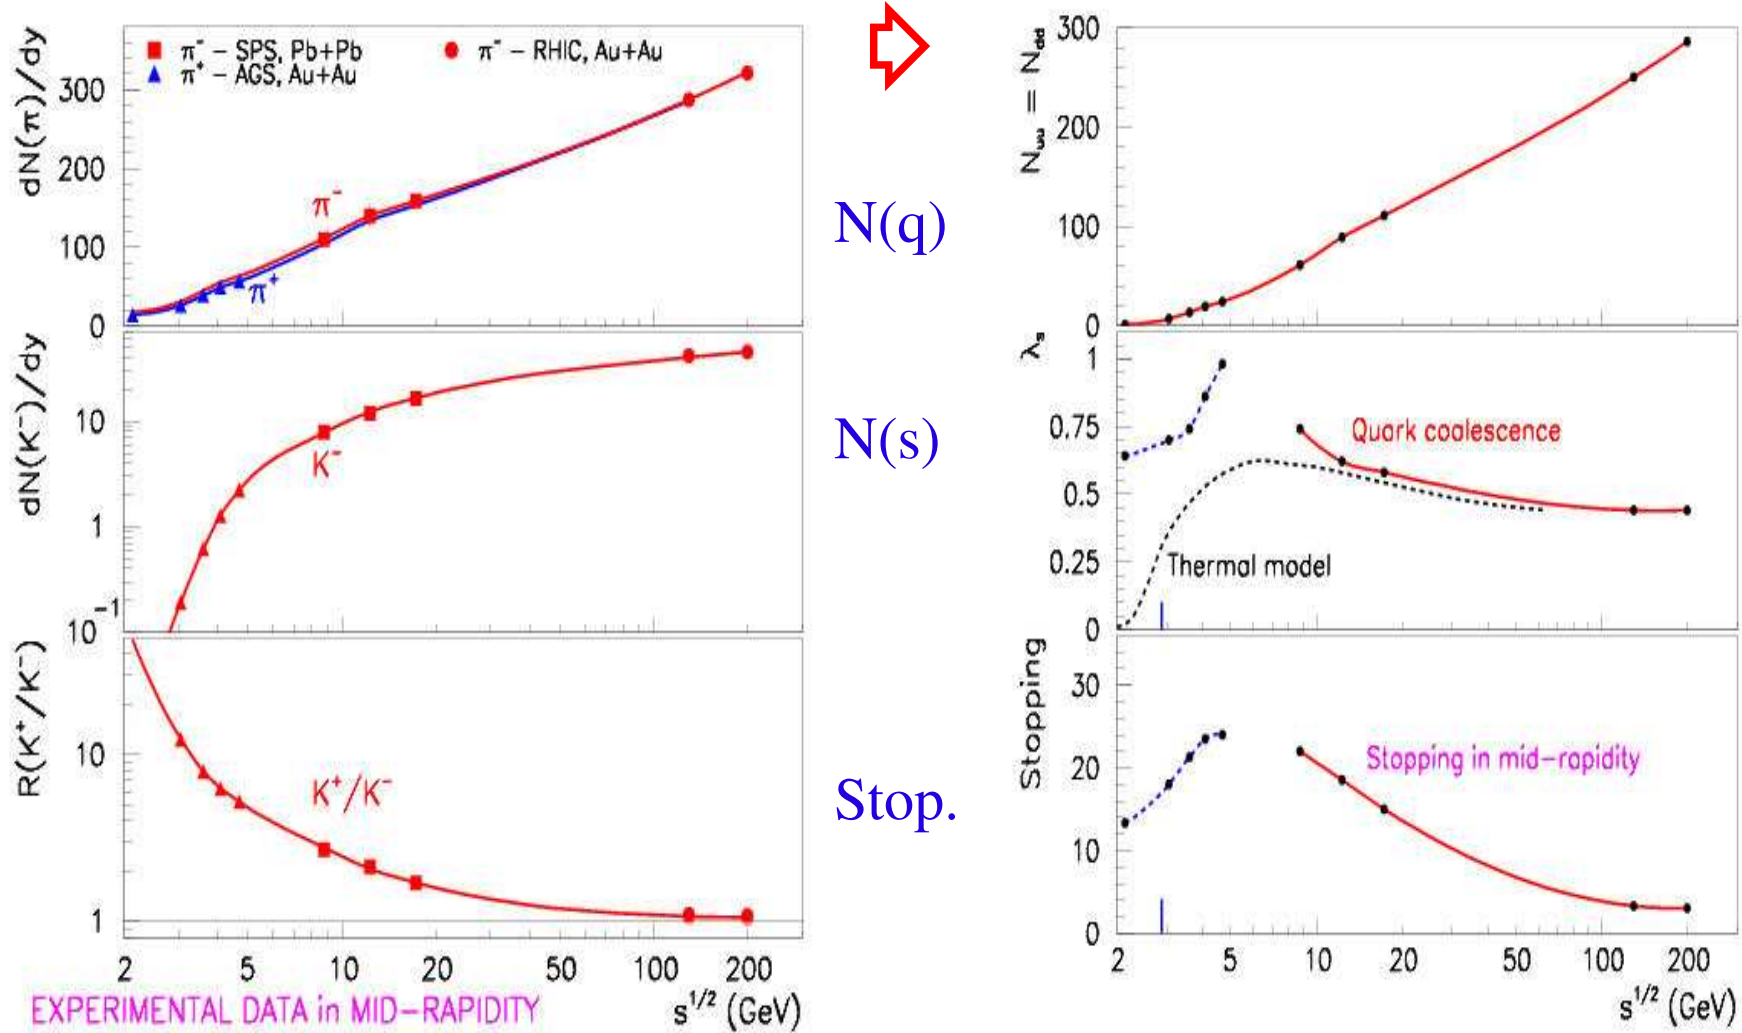 π⁻ – SPS, Pb+Pb
π⁻ – RHIC, Au+Au
π⁺ – AGS, Au+Au
dN(π)/dy
300
200
100
0
π⁻
π⁺
dN(K⁻)/dy
10
1
10⁻¹
K⁻
R(K⁺/K⁻)
10
1
K⁺/K⁻
2 5 10 20 50 100 200
EXPERIMENTAL DATA in MID–RAPIDITY
s^1/2 (GeV)
N(q)
N(s)
Stop.
N_uu = N_dd
300
200
100
0
λ_s
1
0.75
0.5
0.25
0
Quark coalescence
Thermal model
Stopping
30
20
10
0
Stopping in mid–rapidity
2 5 10 20 50 100 200
s^1/2 (GeV)